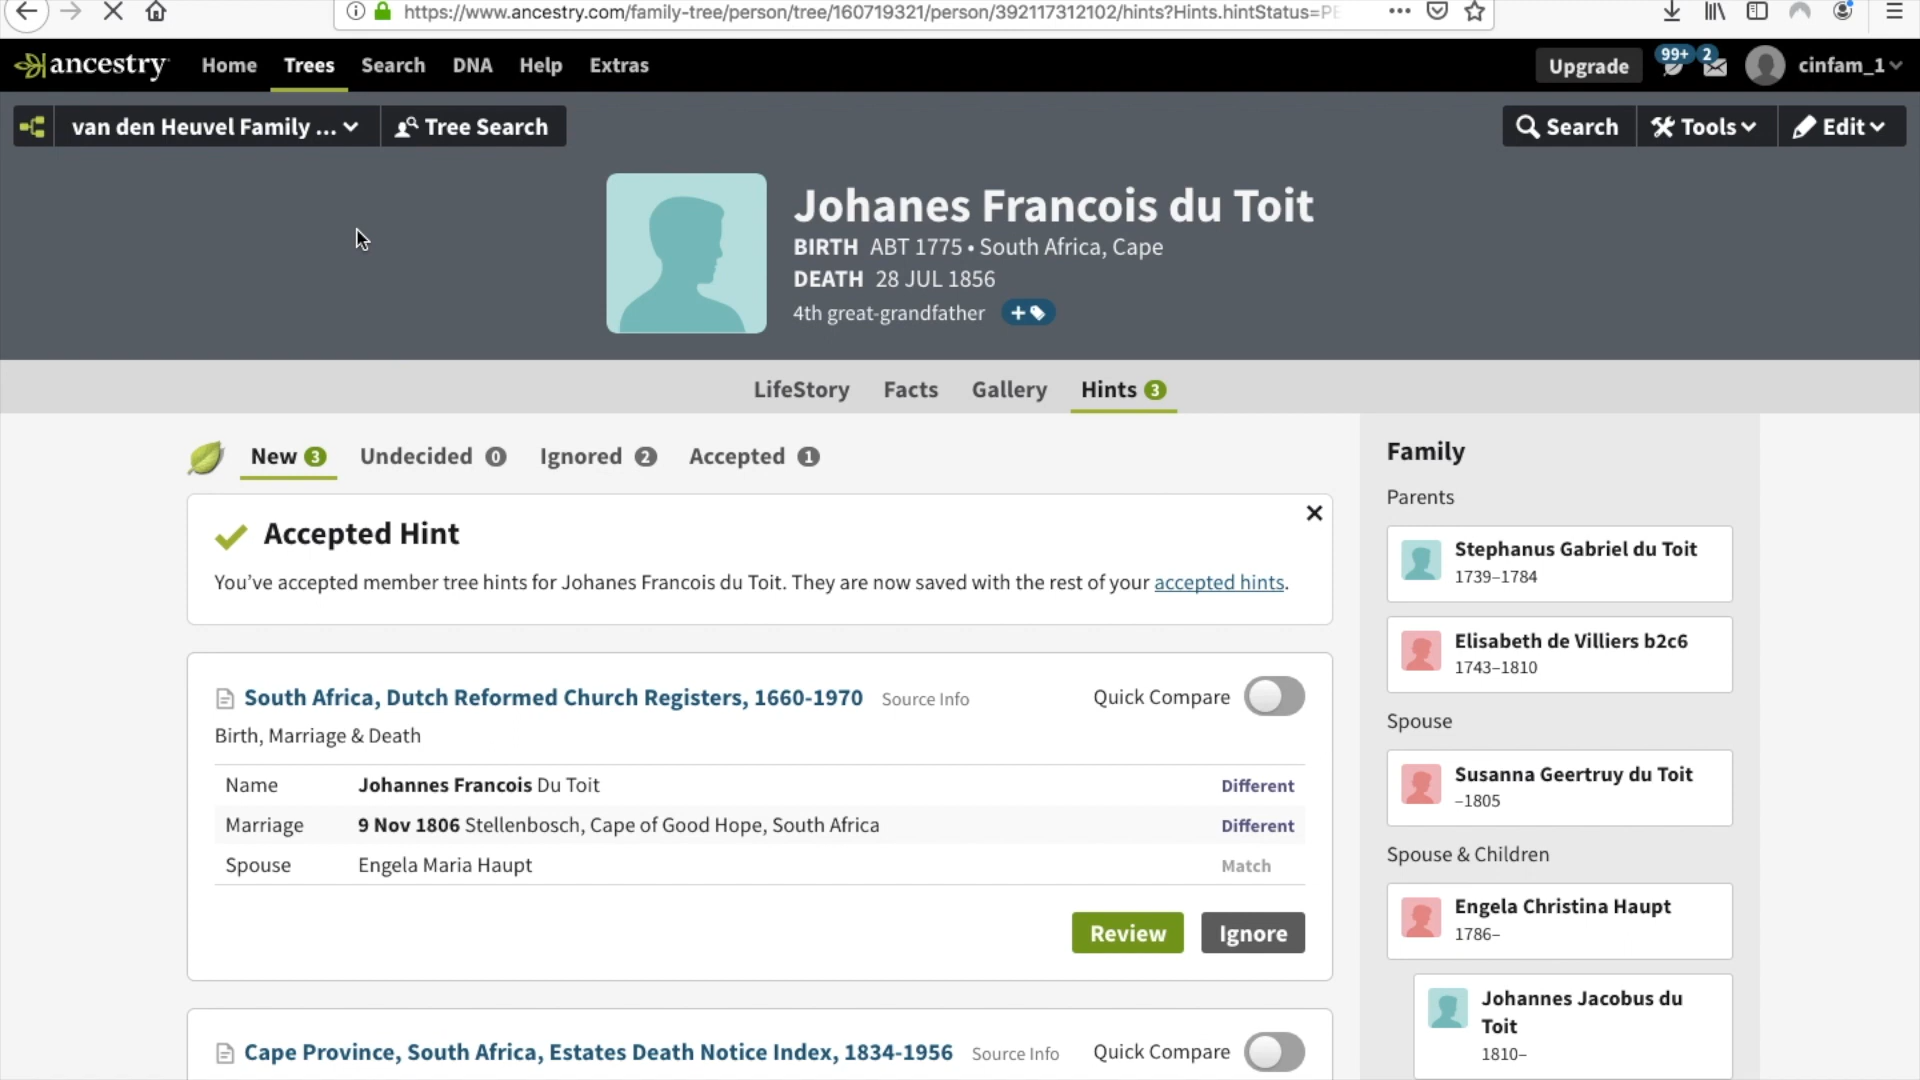 https://www.ancestry.com/family-tree/person/tree/160719321/person/392117312102/hints?Hints.hintStatus=PE
ancestry Home Trees Search DNA Help Extras Upgrade 99+ 2 cinfam_1
van den Heuvel Family ... Tree Search Search Tools Edit
Johanes Francois du Toit
BIRTH ABT 1775 • South Africa, Cape
DEATH 28 JUL 1856
4th great-grandfather
LifeStory Facts Gallery Hints 3
New 3 Undecided 0 Ignored 2 Accepted 1
Accepted Hint
You've accepted member tree hints for Johanes Francois du Toit. They are now saved with the rest of your accepted hints.
South Africa, Dutch Reformed Church Registers, 1660-1970 Source Info Quick Compare
Birth, Marriage & Death
Name Johannes Francois Du Toit Different
Marriage 9 Nov 1806 Stellenbosch, Cape of Good Hope, South Africa Different
Spouse Engela Maria Haupt Match
Review Ignore
Cape Province, South Africa, Estates Death Notice Index, 1834-1956 Source Info Quick Compare
Family
Parents
Stephanus Gabriel du Toit
1739–1784
Elisabeth de Villiers b2c6
1743–1810
Spouse
Susanna Geertruy du Toit
–1805
Spouse & Children
Engela Christina Haupt
1786–
Johannes Jacobus du
Toit
1810–